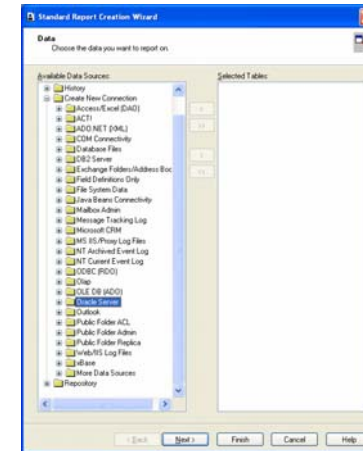 Standard Report Creation Wizard
Data
Choose the data you want to report on.
Available Data Sources:
Selected Tables:
History
Create New Connection
Access/Excel (DAO)
ACT!
ADO.NET (XML)
COM Connectivity
Database Files
DB2 Server
Exchange Folders/Address Boo
Field Definitions Only
File System Data
Java Beans Connectivity
Mailbox Admin
Message Tracking Log
Microsoft CRM
MS IIS/Proxy Log Files
NT Archived Event Log
NT Current Event Log
ODBC (RDO)
Olap
OLE DB (ADO)
Oracle Server
Outlook
Public Folder ACL
Public Folder Admin
Public Folder Replica
Web/IIS Log Files
xBase
More Data Sources
Repository
< Back Next > Finish Cancel Help